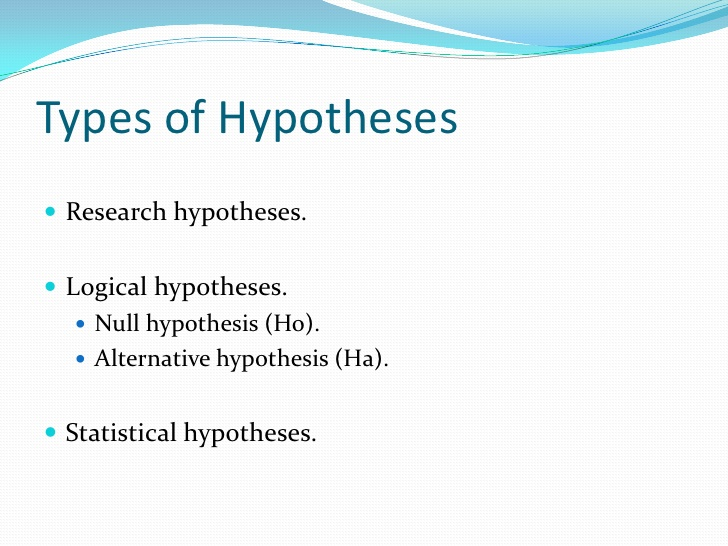 Types of Hypotheses
Research hypotheses.
Logical hypotheses.
Null hypothesis (Ho).
Alternative hypothesis (Ha).
Statistical hypotheses.